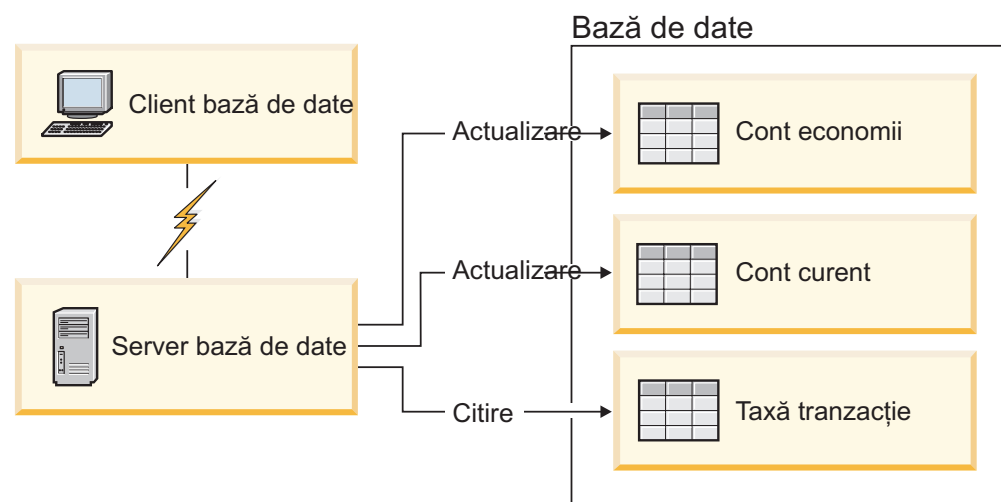 Bază de date
Client bază de date
Actualizare
Cont economii
Actualizare
Cont curent
Server bază de date
Citire
Taxă tranzacție